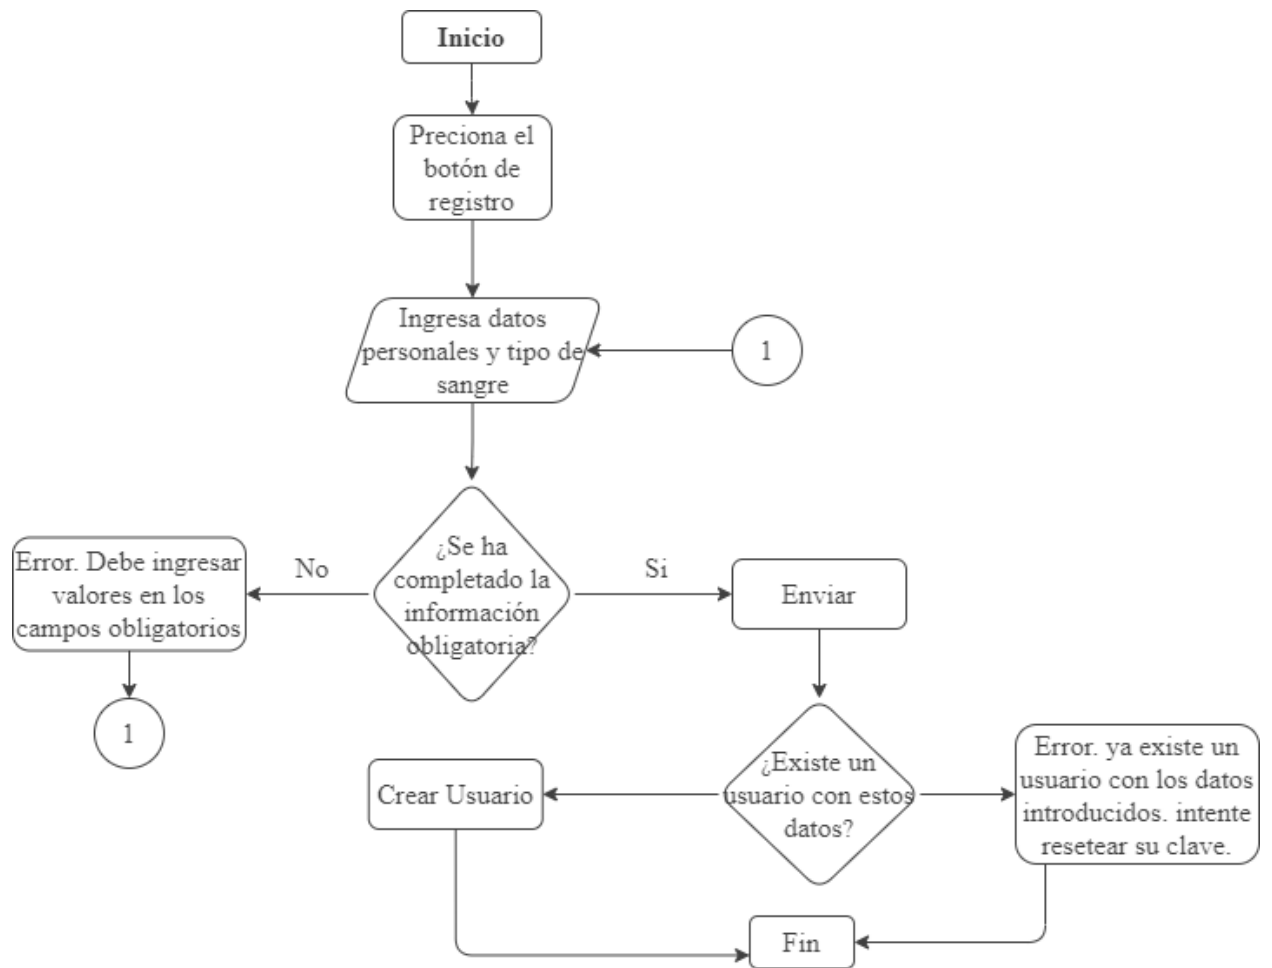 Inicio
Preciona el
botón de
registro
Ingresa datos
personales y tipo de
sangre
1
¿Se ha
completado la
información
obligatoria?
No
Si
Error. Debe ingresar
valores en los
campos obligatorios
1
Enviar
¿Existe un
usuario con estos
datos?
Crear Usuario
Error. ya existe un
usuario con los datos
introducidos. intente
resetear su clave.
Fin